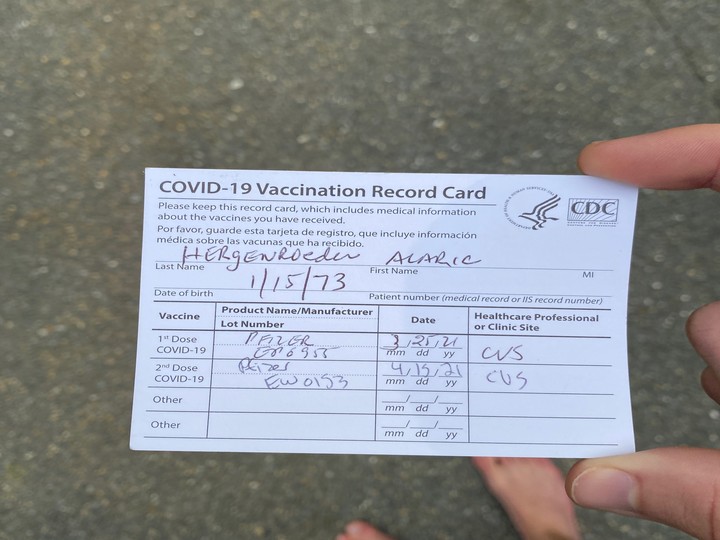 COVID-19 Vaccination Record Card
Please keep this record card, which includes medical information
about the vaccines you have received.
Por favor, guarde esta tarjeta de registro, que incluye información
médica sobre las vacunas que ha recibido.
HERgENROEDER ALARIC
Last Name First Name MI
1/15/73
Date of birth Patient number (medical record or IIS record number)
CDC
Vaccine
Product Name/Manufacturer
Lot Number
Date
Healthcare Professional
or Clinic Site
1st Dose
COVID-19
PFIZER
3/25/21
mm dd yy
CVS
2nd Dose
COVID-19
Pfizer
EW0153
4/15/21
mm dd yy
CVS
Other
/ /
mm dd yy
Other
/ /
mm dd yy